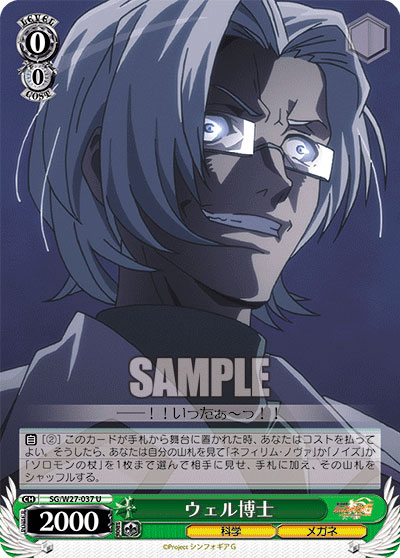 LEVEL
0
0
COST
SAMPLE
――！！いったぁ～っ！！
自 [②] このカードが手札から舞台に置かれた時、あなたはコストを払ってよい。そうしたら、あなたは自分の山札を見て「ネフィリム・ノヴァ」か「ノイズ」か「ソロモンの杖」を1枚まで選んで相手に見せ、手札に加え、その山札をシャッフルする。
CH
SG/W27-037 U
POWER
2000
ウェル博士
科学
メガネ
©Project シンフォギアG